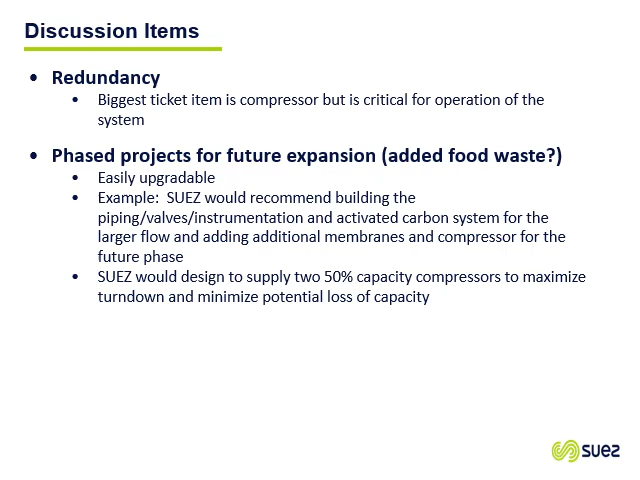 Discussion Items
• Redundancy
• Biggest ticket item is compressor but is critical for operation of the
system
• Phased projects for future expansion (added food waste?)
• Easily upgradable
• Example:  SUEZ would recommend building the
piping/valves/instrumentation and activated carbon system for the
larger flow and adding additional membranes and compressor for the
future phase
• SUEZ would design to supply two 50% capacity compressors to maximize
turndown and minimize potential loss of capacity
suez